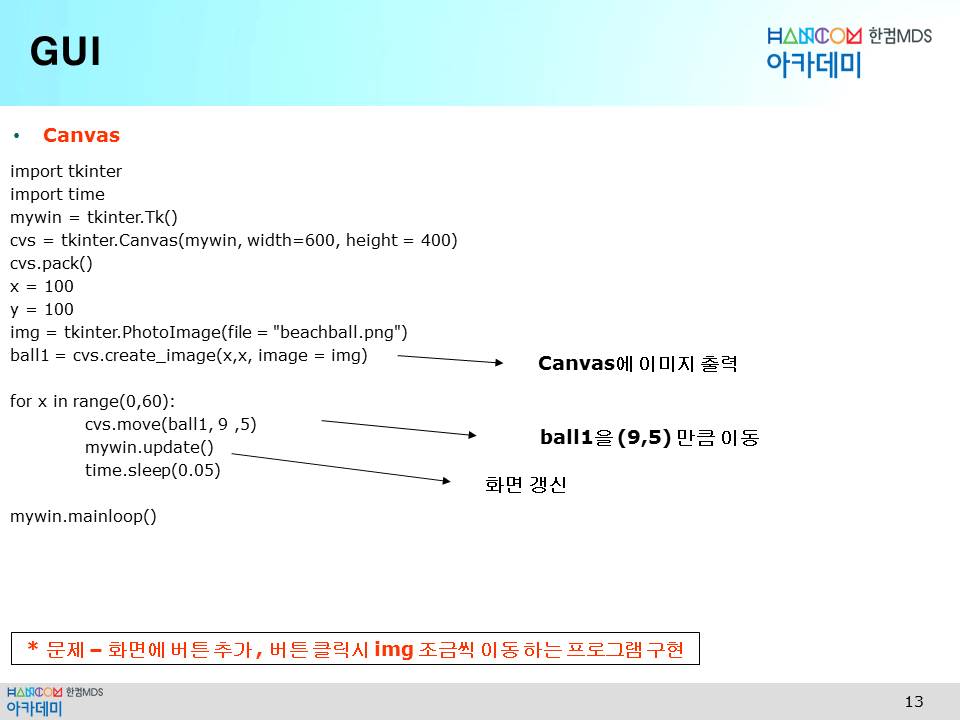 GUI
HANCOM 한컴MDS
아카데미
• Canvas
import tkinter
import time
mywin = tkinter.Tk()
cvs = tkinter.Canvas(mywin, width=600, height = 400)
cvs.pack()
x = 100
y = 100
img = tkinter.PhotoImage(file = "beachball.png")
ball1 = cvs.create_image(x,x, image = img)
Canvas에 이미지 출력
for x in range(0,60):
cvs.move(ball1, 9 ,5)
ball1을 (9,5) 만큼 이동
mywin.update()
time.sleep(0.05)
화면 갱신
mywin.mainloop()
* 문제 – 화면에 버튼 추가 , 버튼 클릭시 img 조금씩 이동 하는 프로그램 구현
HANCOM 한컴MDS
아카데미
13